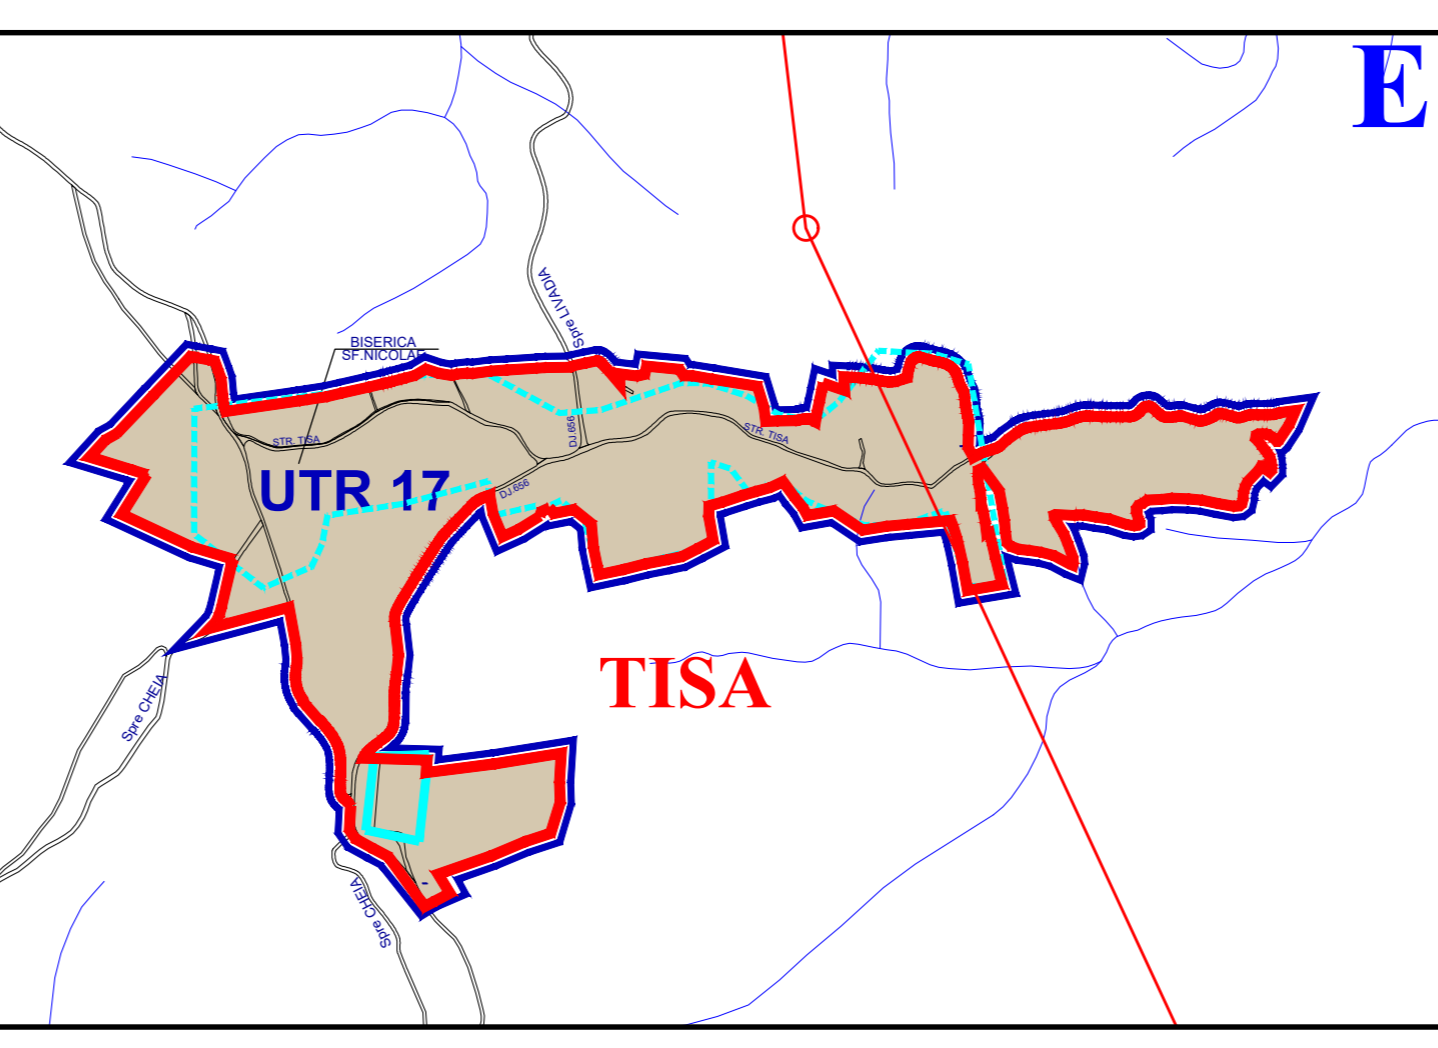 E
Spre LIVADIA
BISERICA
SF.NICOLAE
DJ.656
STR. TISA
STR. TISA
UTR 17
DJ.656
TISA
Spre CHEIA
Spre CHEIA